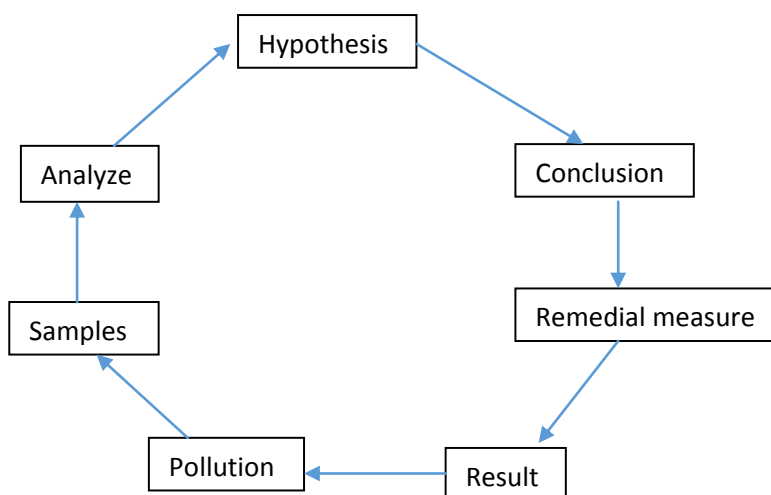 Hypothesis
Analyze
Conclusion
Samples
Remedial measure
Pollution
Result